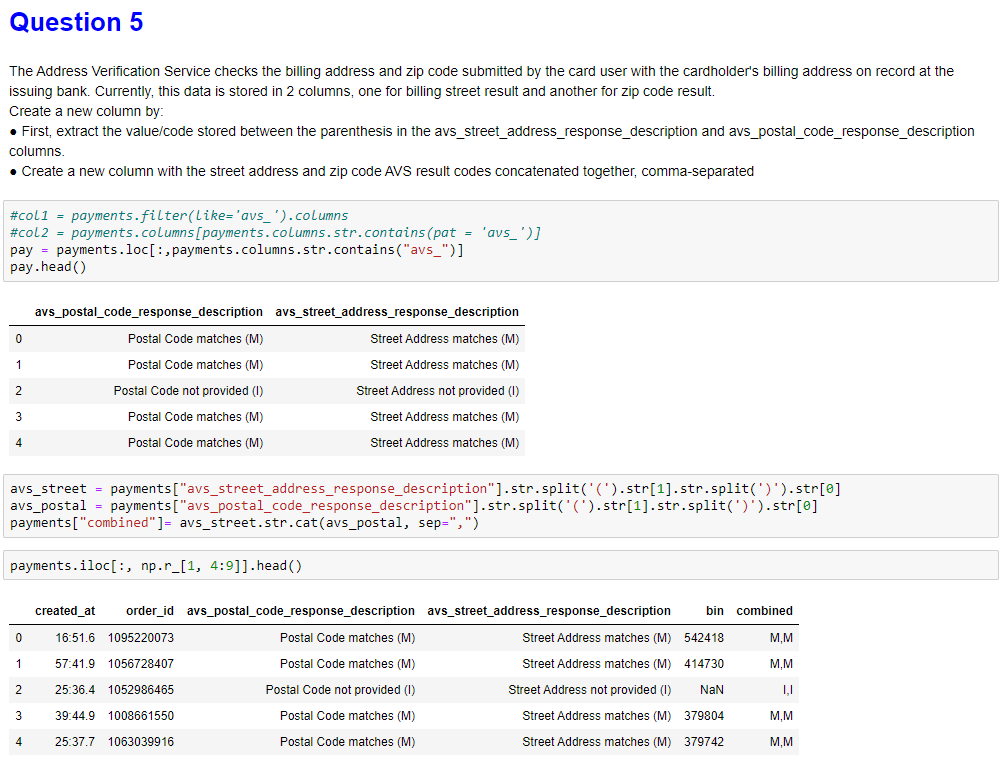 Question 5
The Address Verification Service checks the billing address and zip code submitted by the card user with the cardholder's billing address on record at the
issuing bank. Currently, this data is stored in 2 columns, one for billing street result and another for zip code result.
Create a new column by:
● First, extract the value/code stored between the parenthesis in the avs_street_address_response_description and avs_postal_code_response_description
columns.
● Create a new column with the street address and zip code AVS result codes concatenated together, comma-separated
#col1 = payments.filter(like='avs_').columns
#col2 = payments.columns[payments.columns.str.contains(pat = 'avs_')]
pay = payments.loc[:,payments.columns.str.contains("avs_")]
pay.head()
avs_postal_code_response_description avs_street_address_response_description
0 Postal Code matches (M) Street Address matches (M)
1 Postal Code matches (M) Street Address matches (M)
2 Postal Code not provided (I) Street Address not provided (I)
3 Postal Code matches (M) Street Address matches (M)
4 Postal Code matches (M) Street Address matches (M)
avs_street = payments["avs_street_address_response_description"].str.split('(').str[1].str.split(')').str[0]
avs_postal = payments["avs_postal_code_response_description"].str.split('(').str[1].str.split(')').str[0]
payments["combined"]= avs_street.str.cat(avs_postal, sep=",")
payments.iloc[:, np.r_[1, 4:9]].head()
created_at order_id avs_postal_code_response_description avs_street_address_response_description bin combined
0 16:51.6 1095220073 Postal Code matches (M) Street Address matches (M) 542418 M,M
1 57:41.9 1056728407 Postal Code matches (M) Street Address matches (M) 414730 M,M
2 25:36.4 1052986465 Postal Code not provided (I) Street Address not provided (I) NaN I,I
3 39:44.9 1008661550 Postal Code matches (M) Street Address matches (M) 379804 M,M
4 25:37.7 1063039916 Postal Code matches (M) Street Address matches (M) 379742 M,M